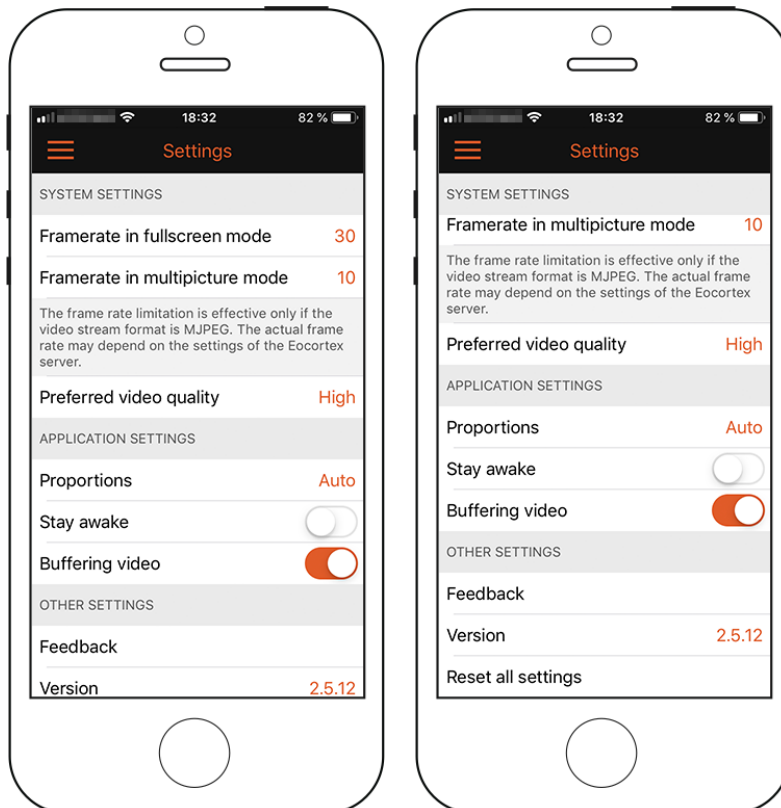 18:32
82 %
Settings
SYSTEM SETTINGS
Framerate in fullscreen mode 30
Framerate in multipicture mode 10
The frame rate limitation is effective only if the
video stream format is MJPEG. The actual frame
rate may depend on the settings of the Eocortex
server.
Preferred video quality High
APPLICATION SETTINGS
Proportions Auto
Stay awake
Buffering video
OTHER SETTINGS
Feedback
Version 2.5.12
18:32
82 %
Settings
SYSTEM SETTINGS
Framerate in multipicture mode 10
The frame rate limitation is effective only if the
video stream format is MJPEG. The actual frame
rate may depend on the settings of the Eocortex
server.
Preferred video quality High
APPLICATION SETTINGS
Proportions Auto
Stay awake
Buffering video
OTHER SETTINGS
Feedback
Version 2.5.12
Reset all settings